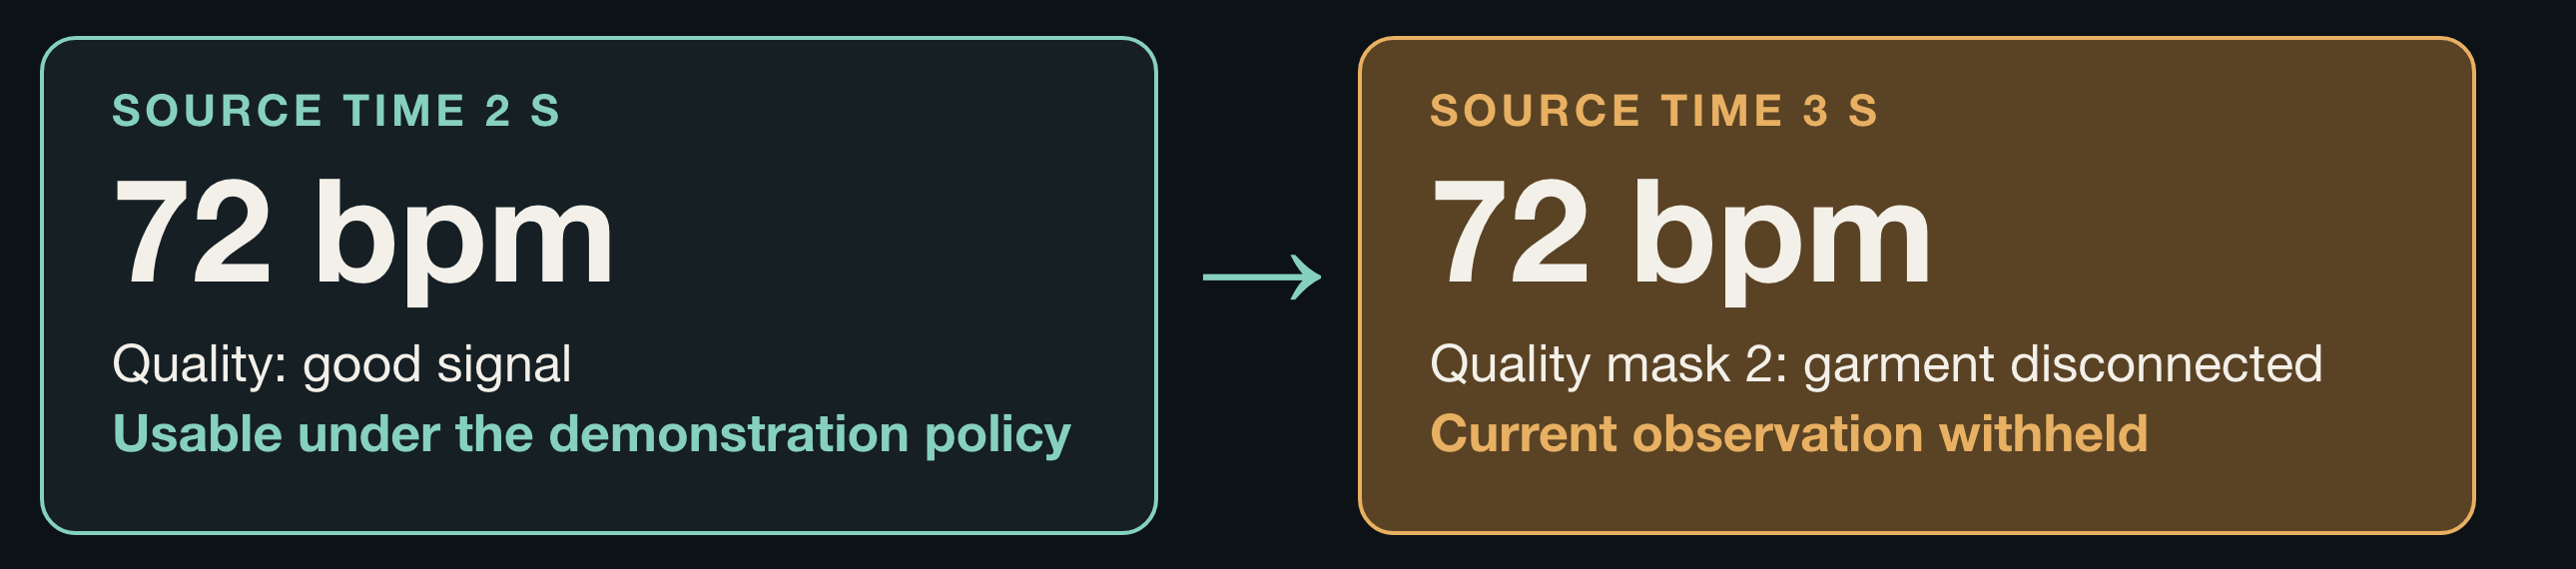 SOURCE TIME 2 S
72 bpm
Quality: good signal
Usable under the demonstration policy
→
SOURCE TIME 3 S
72 bpm
Quality mask 2: garment disconnected
Current observation withheld